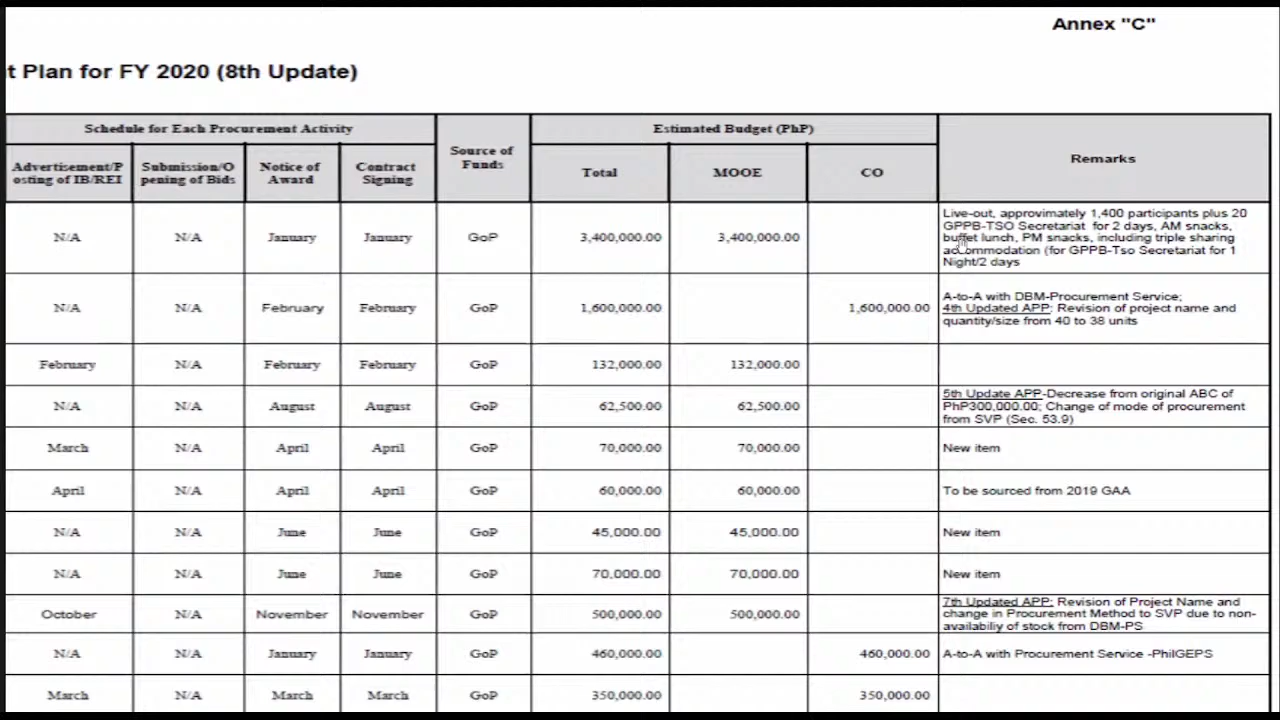 Annex "C"
t Plan for FY 2020 (8th Update)
Schedule for Each Procurement Activity
Source of
Funds
Estimated Budget (PhP)
Remarks
Advertisement/P
osting of IB/REI
Submission/O
pening of Bids
Notice of
Award
Contract
Signing
Total
MOOE
CO
N/A N/A January January GoP 3,400,000.00 3,400,000.00
Live-out, approvimately 1,400 participants plus 20
GPPB-TSO Secretariat for 2 days, AM snacks,
buffet lunch, PM snacks, including triple sharing
accommodation (for GPPB-Tso Secretariat for 1
Night/2 days
N/A N/A February February GoP 1,600,000.00 1,600,000.00
A-to-A with DBM-Procurement Service;
4th Updated APP: Revision of project name and
quantity/size from 40 to 38 units
February N/A February February GoP 132,000.00 132,000.00
N/A N/A August August GoP 62,500.00 62,500.00
5th Update APP-Decrease from original ABC of
PhP300,000.00; Change of mode of procurement
from SVP (Sec. 53.9)
March N/A April April GoP 70,000.00 70,000.00 New item
April N/A April April GoP 60,000.00 60,000.00 To be sourced from 2019 GAA
N/A N/A June June GoP 45,000.00 45,000.00 New item
N/A N/A June June GoP 70,000.00 70,000.00 New item
October N/A November November GoP 500,000.00 500,000.00
7th Updated APP: Revision of Project Name and
change in Procurement Method to SVP due to non-
availabiliy of stock from DBM-PS
N/A N/A January January GoP 460,000.00 460,000.00 A-to-A with Procurement Service -PhilGEPS
March N/A March March GoP 350,000.00 350,000.00